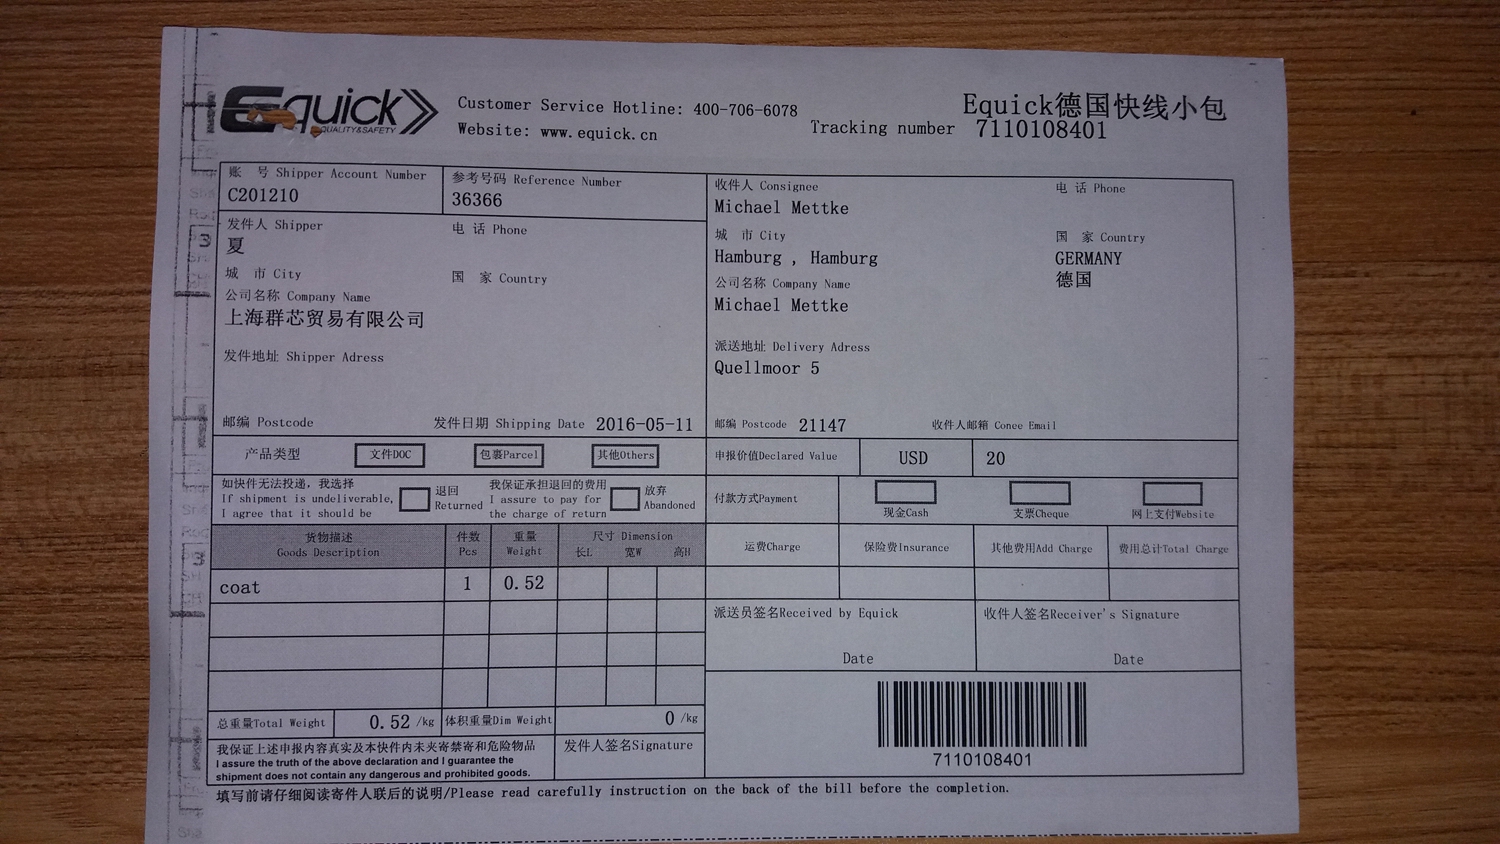 Equick
QUALITY&SAFETY
Customer Service Hotline: 400-706-6078
Website: www.equick.cn
Equick德国快线小包
Tracking number 7110108401
账 号 Shipper Account Number
C201210
参考号码 Reference Number
36366
发件人 Shipper
夏
电 话 Phone
城 市 City
国 家 Country
公司名称 Company Name
上海群芯贸易有限公司
发件地址 Shipper Adress
邮编 Postcode
发件日期 Shipping Date 2016-05-11
收件人 Consignee
Michael Mettke
电 话 Phone
城 市 City
Hamburg , Hamburg
国 家 Country
GERMANY
德国
公司名称 Company Name
Michael Mettke
派送地址 Delivery Adress
Quellmoor 5
邮编 Postcode 21147
收件人邮箱 Conee Email
产品类型
文件DOC
包裹Parcel
其他Others
申报价值Declared Value
USD
20
如快件无法投递,我选择
If shipment is undeliverable,
I agree that it should be
退回
Returned
我保证承担退回的费用
I assure to pay for
the charge of return
放弃
Abandoned
付款方式Payment
现金Cash
支票Cheque
网上支付Website
货物描述
Goods Description
件数
Pcs
重量
Weight
尺寸 Dimension
长L
宽W
高H
运费Charge
保险费Insurance
其他费用Add Charge
费用总计Total Charge
coat
1
0.52
派送员签名Received by Equick
Date
收件人签名Receiver's Signature
Date
总重量Total Weight
0.52 /kg
体积重量Dim Weight
0 /kg
我保证上述申报内容真实及本快件内未夹寄禁寄和危险物品
I assure the truth of the above declaration and I guarantee the
shipment does not contain any dangerous and prohibited goods.
发件人签名Signature
7110108401
填写前请仔细阅读寄件人联后的说明/Please read carefully instruction on the back of the bill before the completion.